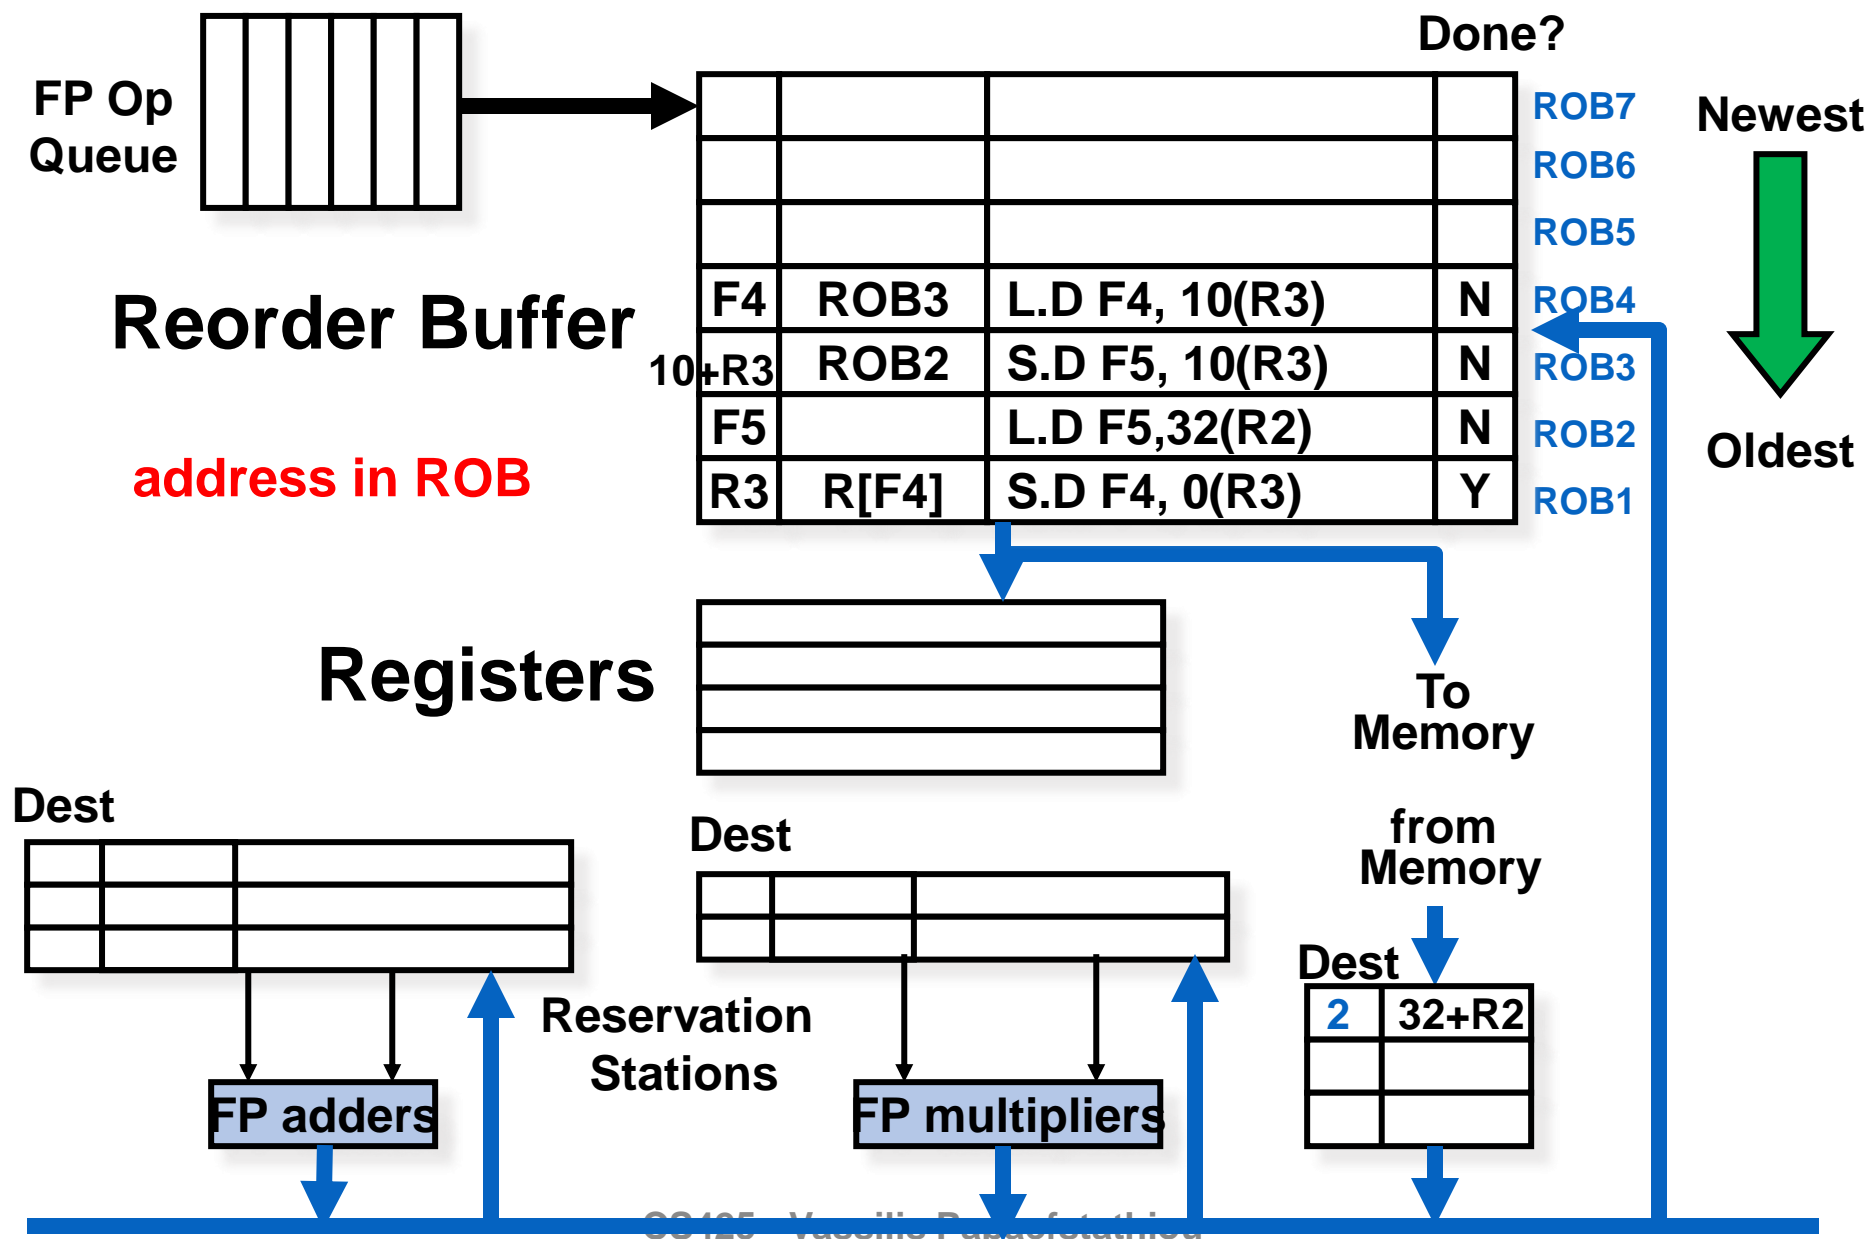 Done?
FP Op
Queue
ROB7
Newest
ROB6
ROB5
Reorder Buffer
F4 ROB3 L.D F4, 10(R3) N ROB4
10+R3 ROB2 S.D F5, 10(R3) N ROB3
F5 L.D F5,32(R2) N ROB2
Oldest
address in ROB
R3 R[F4] S.D F4, 0(R3) Y ROB1
Registers
To
Memory
Dest
Dest
from
Memory
Dest
2 32+R2
Reservation
Stations
FP adders
FP multipliers